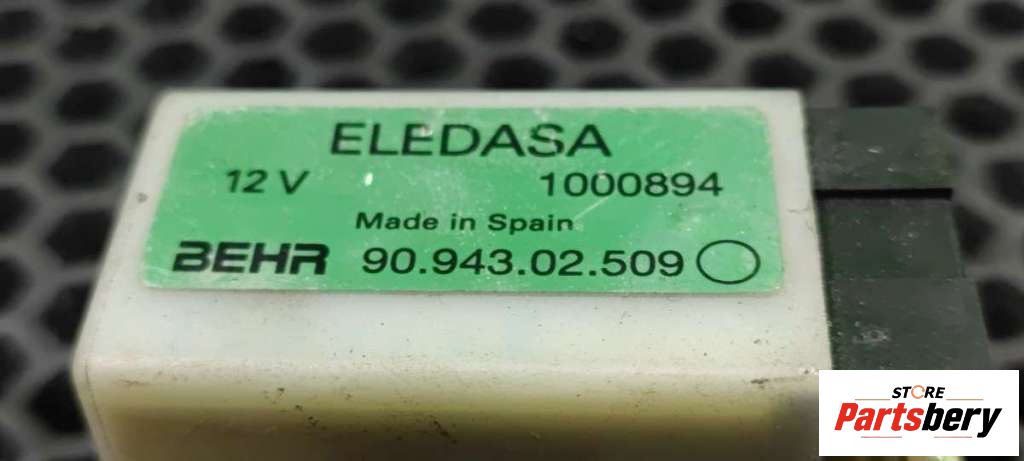 ELEDASA
12 V 1000894
Made in Spain
BEHR 90.943.02.509
STORE
Partsbery